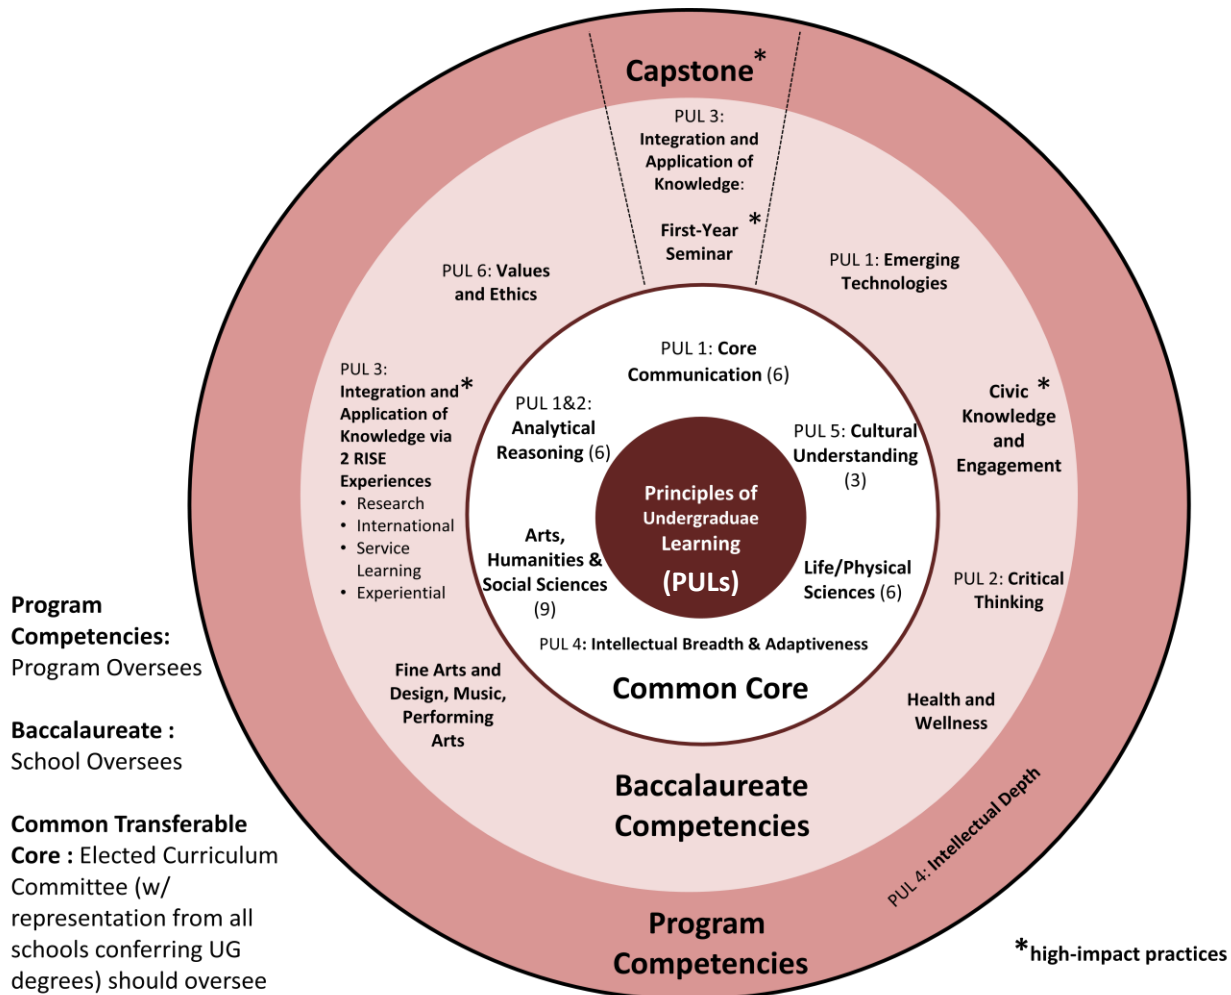 Capstone*
PUL 3:
Integration and
Application of
Knowledge:
First-Year *
Seminar
PUL 6: Values
and Ethics
PUL 1: Emerging
Technologies
PUL 3:
Integration and *
Application of
Knowledge via
2 RISE
Experiences
• Research
• International
• Service
Learning
• Experiential
Civic *
Knowledge
and
Engagement
PUL 1: Core
Communication (6)
PUL 1&2:
Analytical
Reasoning (6)
PUL 5: Cultural
Understanding
(3)
Principles of
Undergraduae
Learning
(PULs)
Arts,
Humanities &
Social Sciences
(9)
Life/Physical
Sciences (6)
PUL 4: Intellectual Breadth & Adaptiveness
Common Core
PUL 2: Critical
Thinking
Fine Arts and
Design, Music,
Performing
Arts
Health and
Wellness
Baccalaureate
Competencies
PUL 4: Intellectual Depth
Program
Competencies
Program
Competencies:
Program Oversees
Baccalaureate :
School Oversees
Common Transferable
Core : Elected Curriculum
Committee (w/
representation from all
schools conferring UG
degrees) should oversee
*high-impact practices